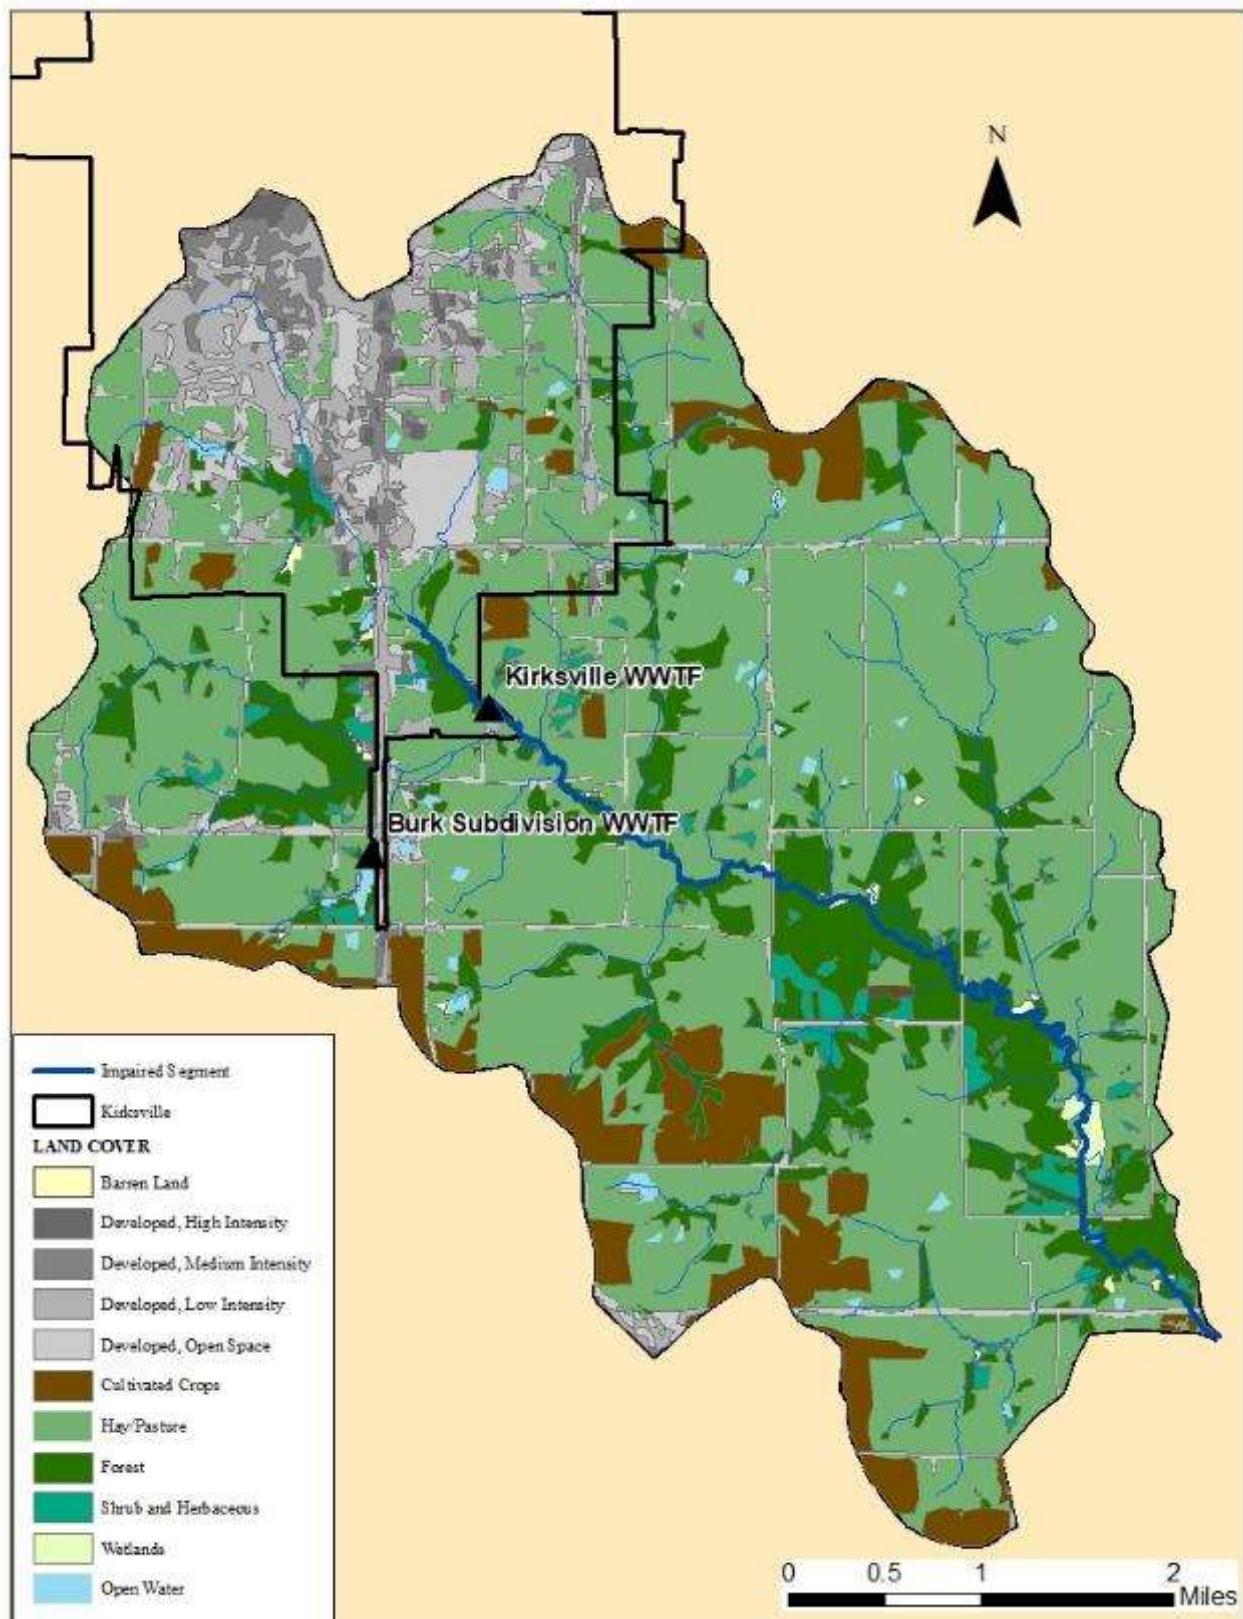 N
Kirksville WWTF
Burk Subdivision WWTF
Impaired Segment
Kirksville
LAND COVER
Barren Land
Developed, High Intensity
Developed, Medium Intensity
Developed, Low Intensity
Developed, Open Space
Cultivated Crops
Hay/Pasture
Forest
Shrub and Herbaceous
Wetlands
Open Water
0 0.5 1 2
Miles